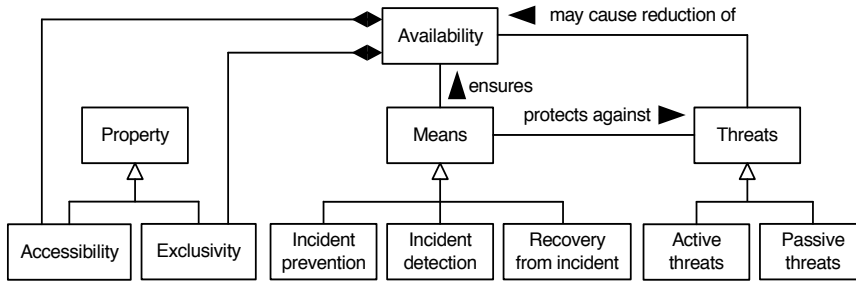 Availability
may cause reduction of
ensures
protects against
Property
Means
Threats
Accessibility
Exclusivity
Incident
prevention
Incident
detection
Recovery
from incident
Active
threats
Passive
threats